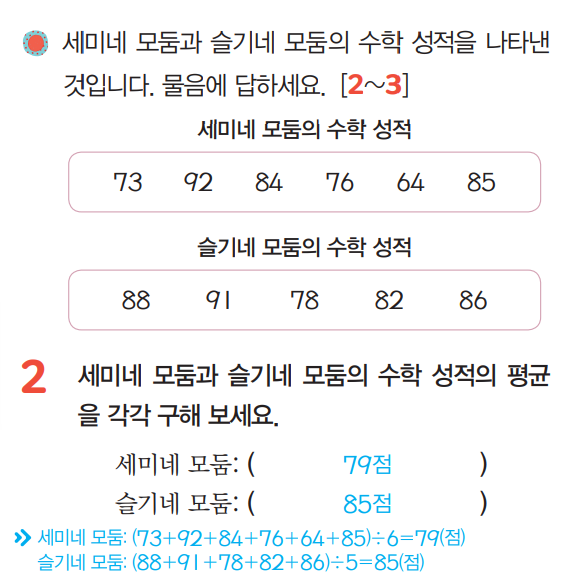 세미네 모둠과 슬기네 모둠의 수학 성적을 나타낸
것입니다. 물음에 답하세요. [2~3]
세미네 모둠의 수학 성적
73 92 84 76 64 85
슬기네 모둠의 수학 성적
88 91 78 82 86
2 세미네 모둠과 슬기네 모둠의 수학 성적의 평균
을 각각 구해 보세요.
세미네 모둠: ( 79점 )
슬기네 모둠: ( 85점 )
» 세미네 모둠: (73+92+84+76+64+85)÷6=79(점)
슬기네 모둠: (88+91+78+82+86)÷5=85(점)